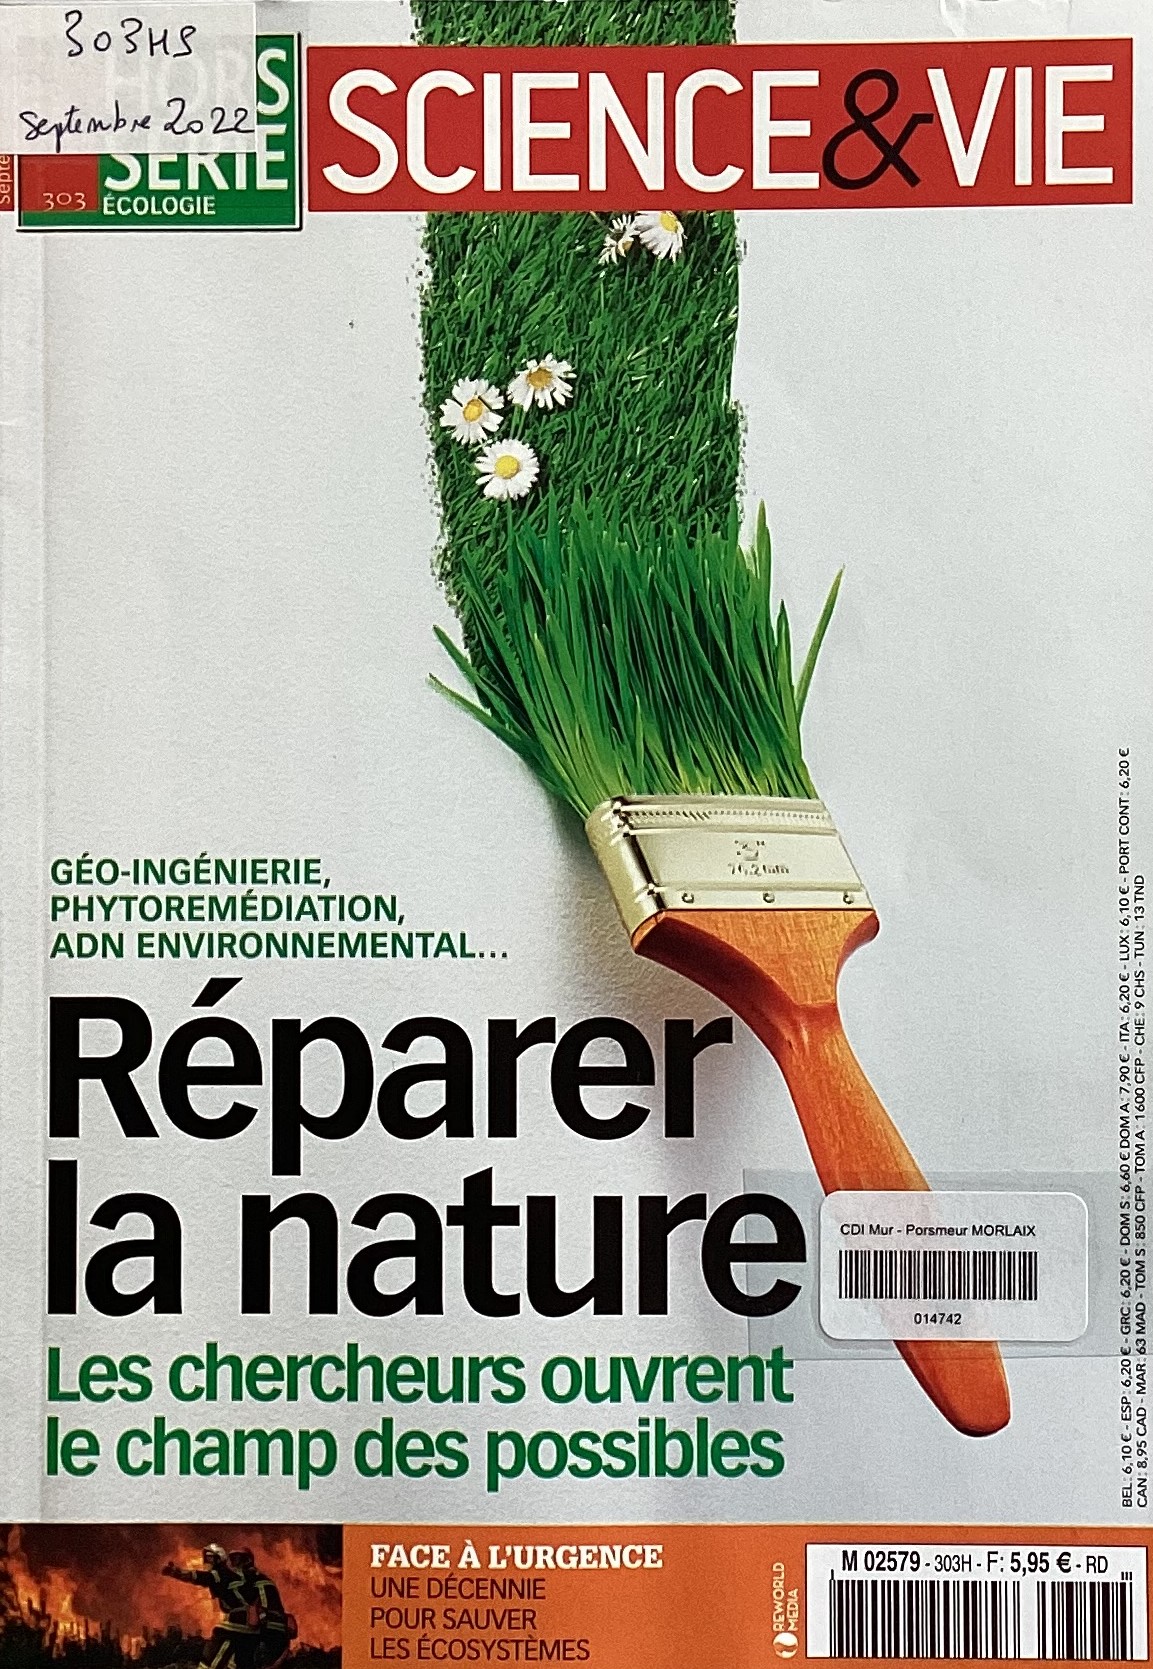 303HS
septembre 2022
HORS
SÉRIE
303
ÉCOLOGIE
SCIENCE&VIE
3"
76,2 mm
GÉO-INGÉNIERIE,
PHYTOREMÉDIATION,
ADN ENVIRONNEMENTAL...
Réparer
la nature
Les chercheurs ouvrent
le champ des possibles
CDI Mur - Porsmeur MORLAIX
014742
BEL : 6,10 € - ESP : 6,20 € - GRC : 6,20 € - DOM S : 6,60 € DOM A : 7,90 € - ITA : 6,20 € - LUX : 6,10 € - PORT CONT : 6,20 €
CAN : 8,95 CAD - MAR : 63 MAD - TOM S : 850 CFP - TOM A : 1600 CFP - CHE : 9 CHS - TUN : 13 TND
FACE À L'URGENCE
UNE DÉCENNIE
POUR SAUVER
LES ÉCOSYSTÈMES
REWORLD
MEDIA
M 02579 - 303H - F: 5,95 € - RD